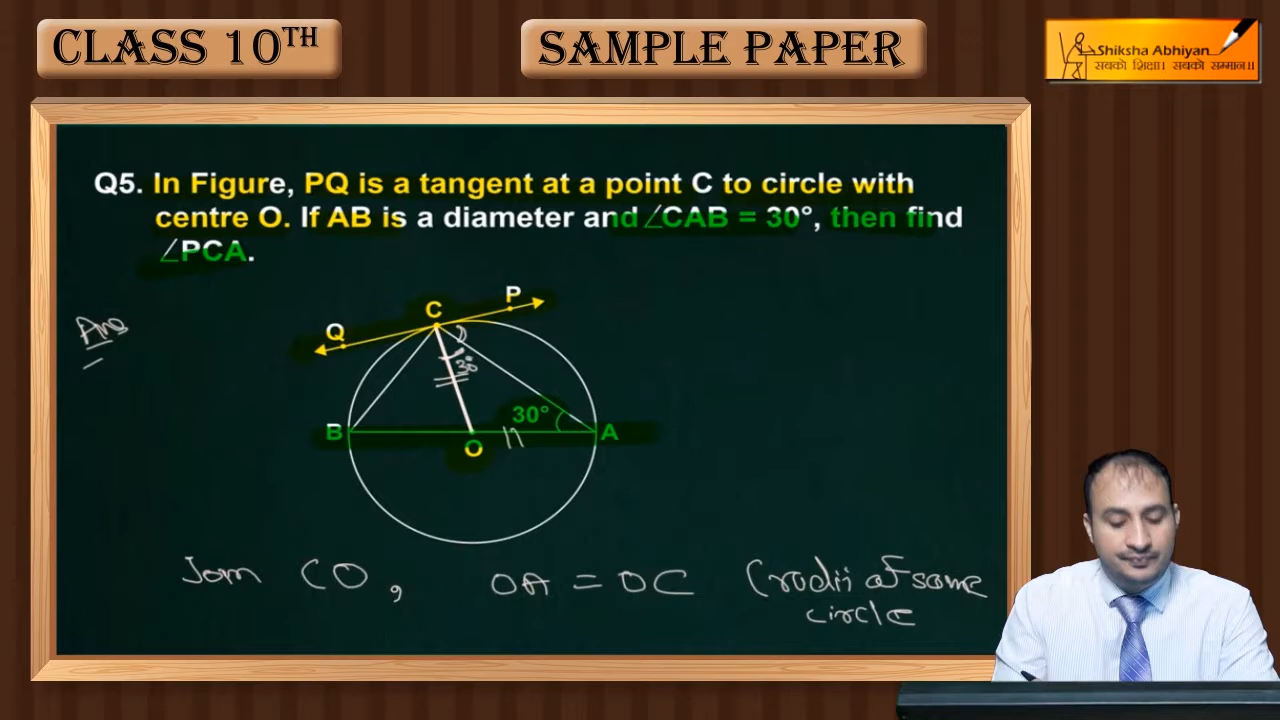 CLASS 10TH
SAMPLE PAPER
Shiksha Abhiyan
सबको शिक्षा। सबको सम्मान॥
Q5. In Figure, PQ is a tangent at a point C to circle with
centre O. If AB is a diameter and ∠CAB = 30°, then find
∠PCA.
Ans
P
C
Q
30°
30°
B
O
A
Join CO, OA = OC (radii of same
circle